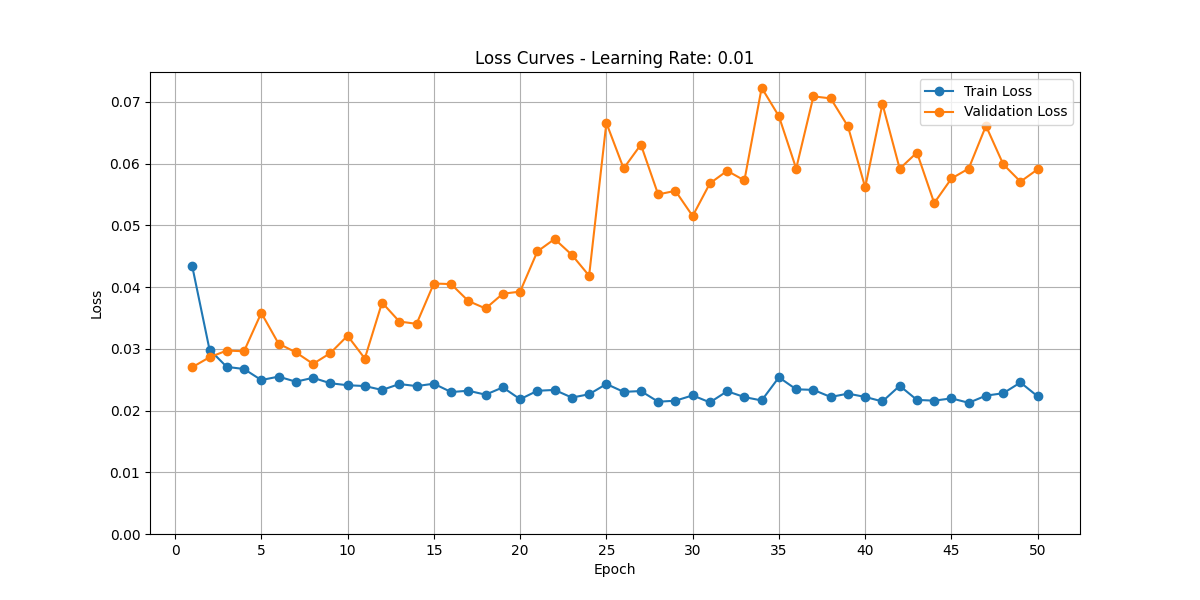 Loss Curves - Learning Rate: 0.01
Train Loss
Validation Loss
0.07
0.06
0.05
0.04
0.03
0.02
0.01
0.00
Loss
0 5 10 15 20 25 30 35 40 45 50
Epoch